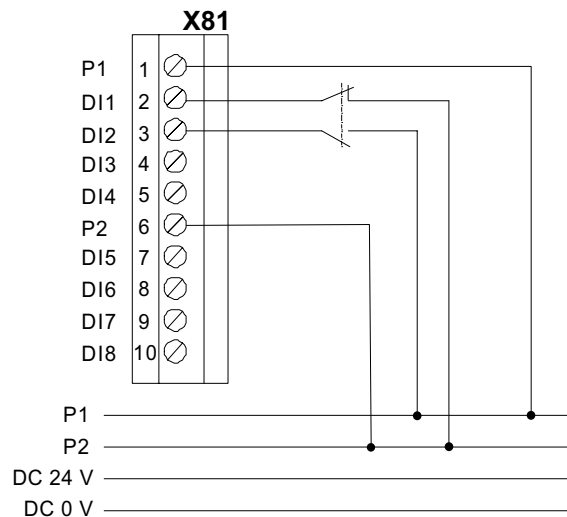 X81
P1 1
DI1 2
DI2 3
DI3 4
DI4 5
P2 6
DI5 7
DI6 8
DI7 9
DI8 10
P1
P2
DC 24 V
DC 0 V